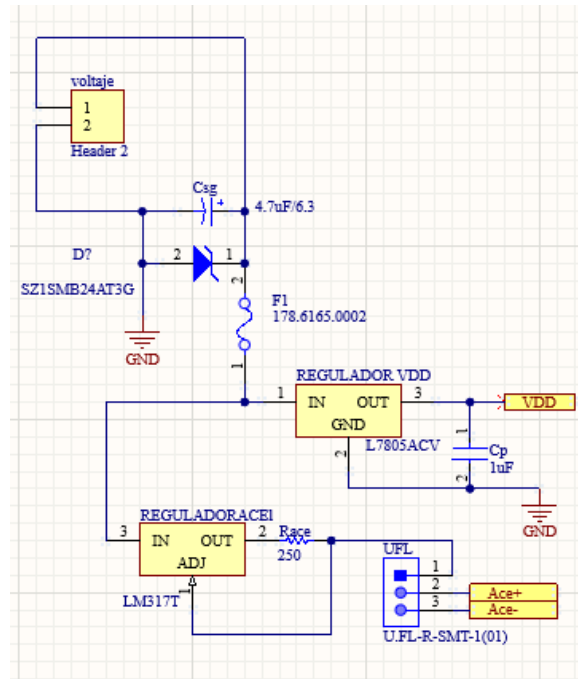 voltaje
1
2
Header 2
Csg
+
4.7uF/6.3
D?
2
1
SZ1SMB24AT3G
2
F1
178.6165.0002
GND
1
REGULADOR VDD
1
IN
OUT
3
VDD
GND
L7805ACV
2
1
Cp
1uF
2
GND
REGULADORACEl
3
IN
OUT
2
Race
250
ADJ
LM317T
1
UFL
1
2
Ace+
3
Ace-
U.FL-R-SMT-1(01)